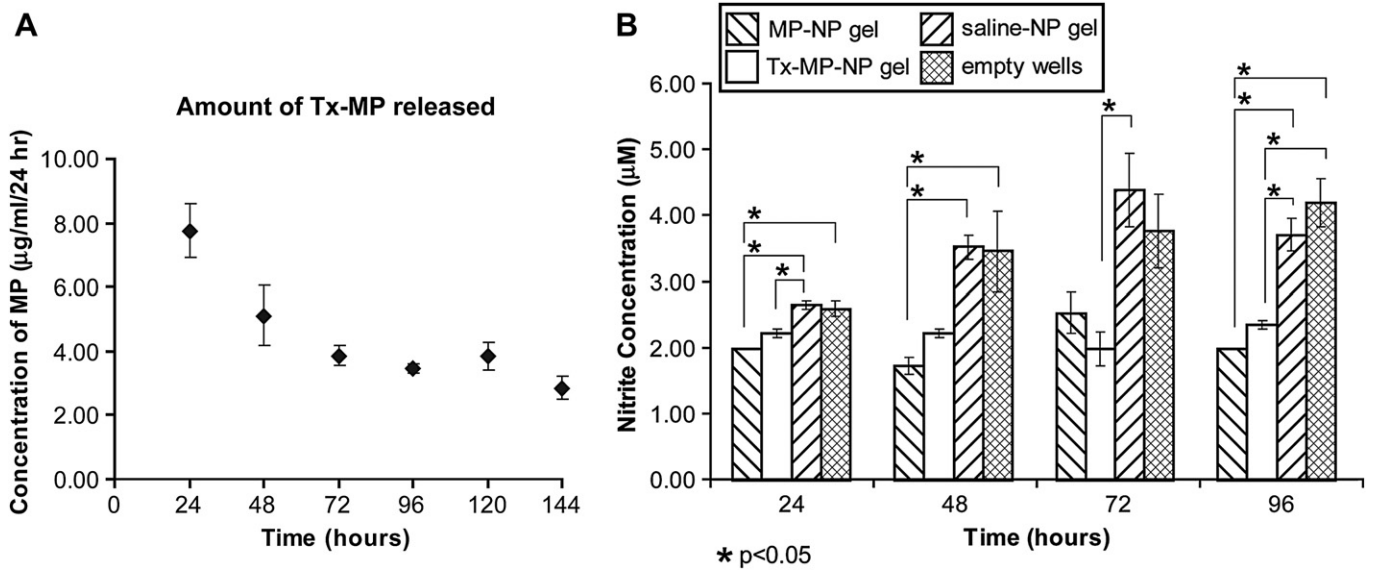 A
Amount of Tx-MP released
Concentration of MP (µg/ml/24 hr)
10.00
8.00
6.00
4.00
2.00
0.00
0 24 48 72 96 120 144
Time (hours)
B
MP-NP gel saline-NP gel
Tx-MP-NP gel empty wells
Nitrite Concentration (µM)
6.00
5.00
4.00
3.00
2.00
1.00
0.00
* * *
* *
*
* * * *
24 48 72 96
Time (hours)
* p<0.05